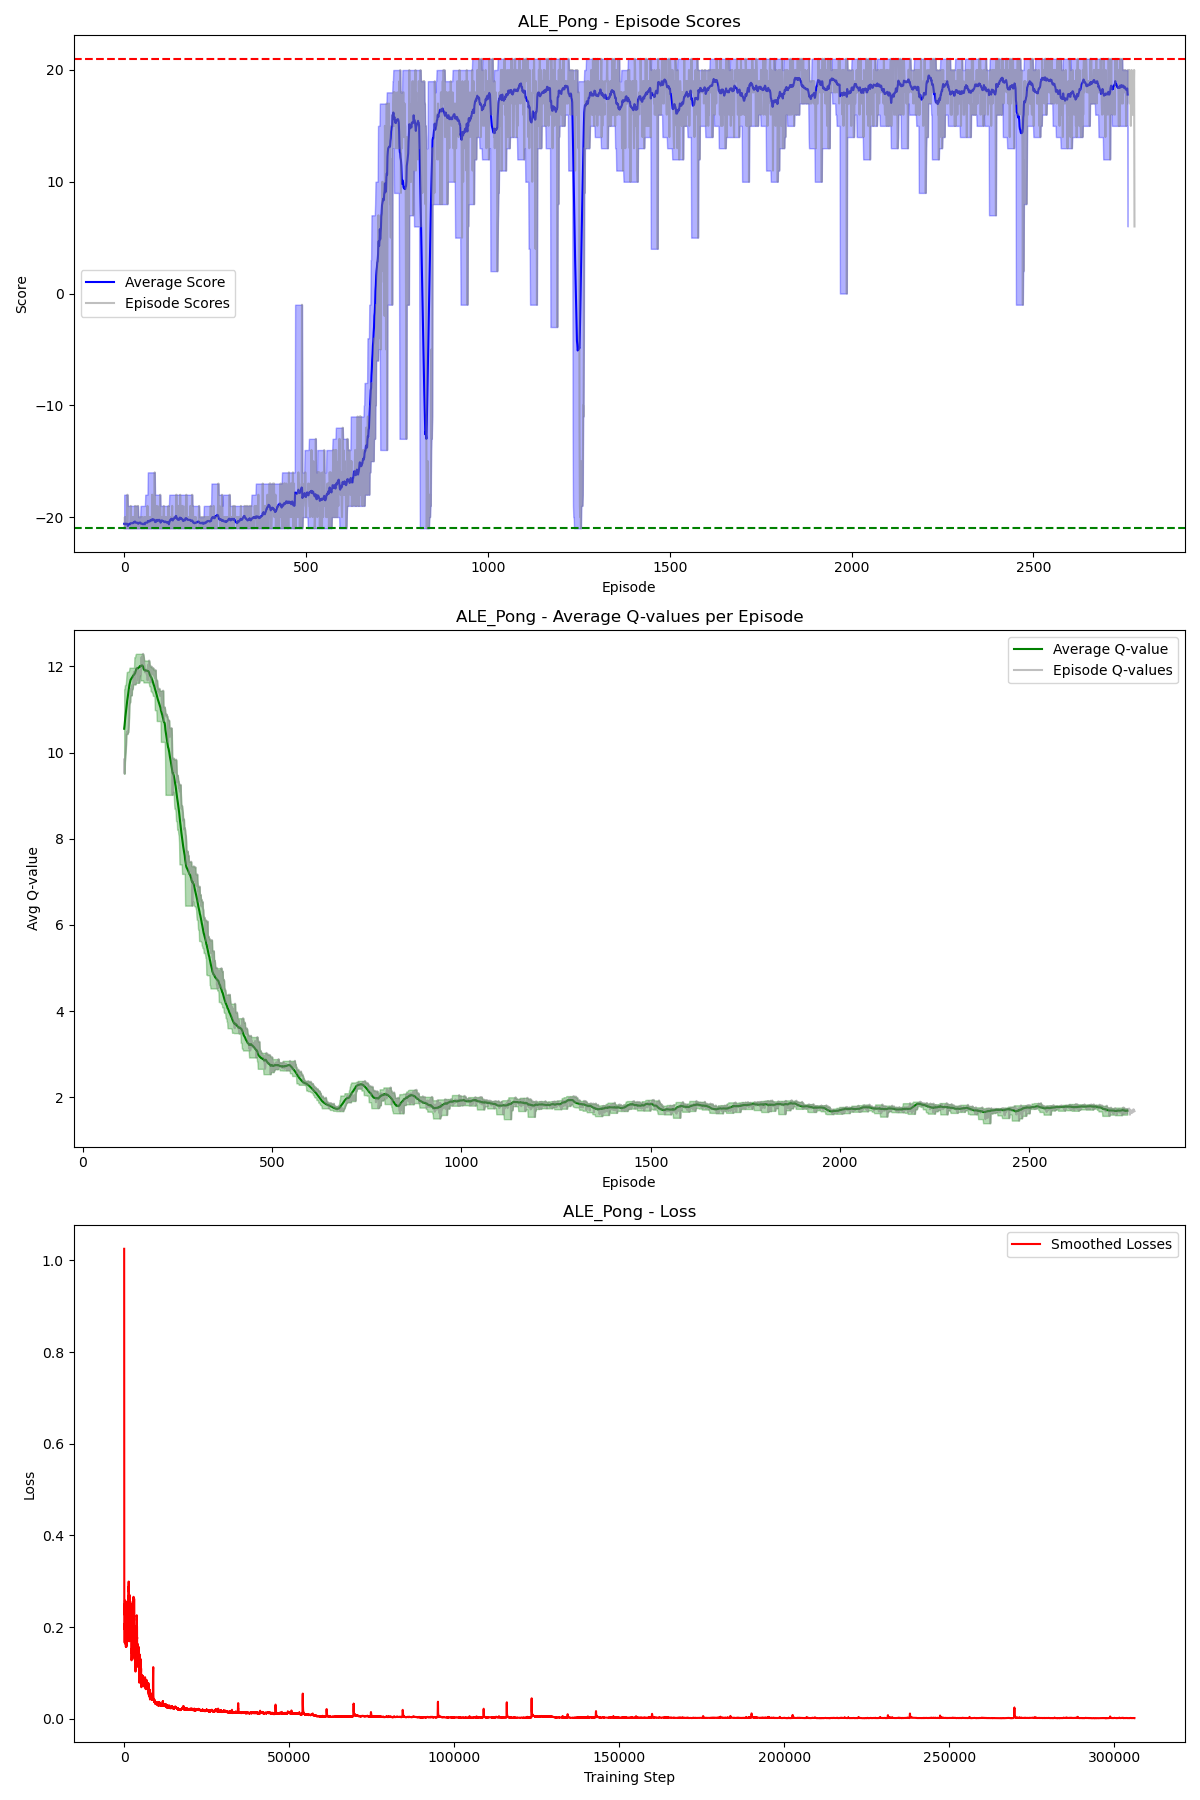 ALE_Pong - Episode Scores
Score
20
10
0
−10
−20
Average Score
Episode Scores
0 500 1000 1500 2000 2500
Episode
ALE_Pong - Average Q-values per Episode
Avg Q-value
12
10
8
6
4
2
Average Q-value
Episode Q-values
0 500 1000 1500 2000 2500
Episode
ALE_Pong - Loss
Loss
1.0
0.8
0.6
0.4
0.2
0.0
Smoothed Losses
0 50000 100000 150000 200000 250000 300000
Training Step